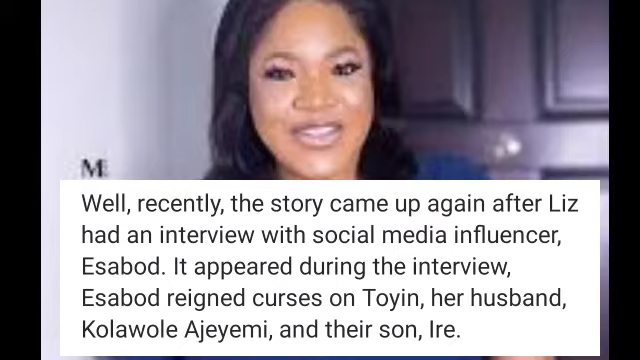 M
Well, recently, the story came up again after Liz
had an interview with social media influencer,
Esabod. It appeared during the interview,
Esabod reigned curses on Toyin, her husband,
Kolawole Ajeyemi, and their son, Ire.